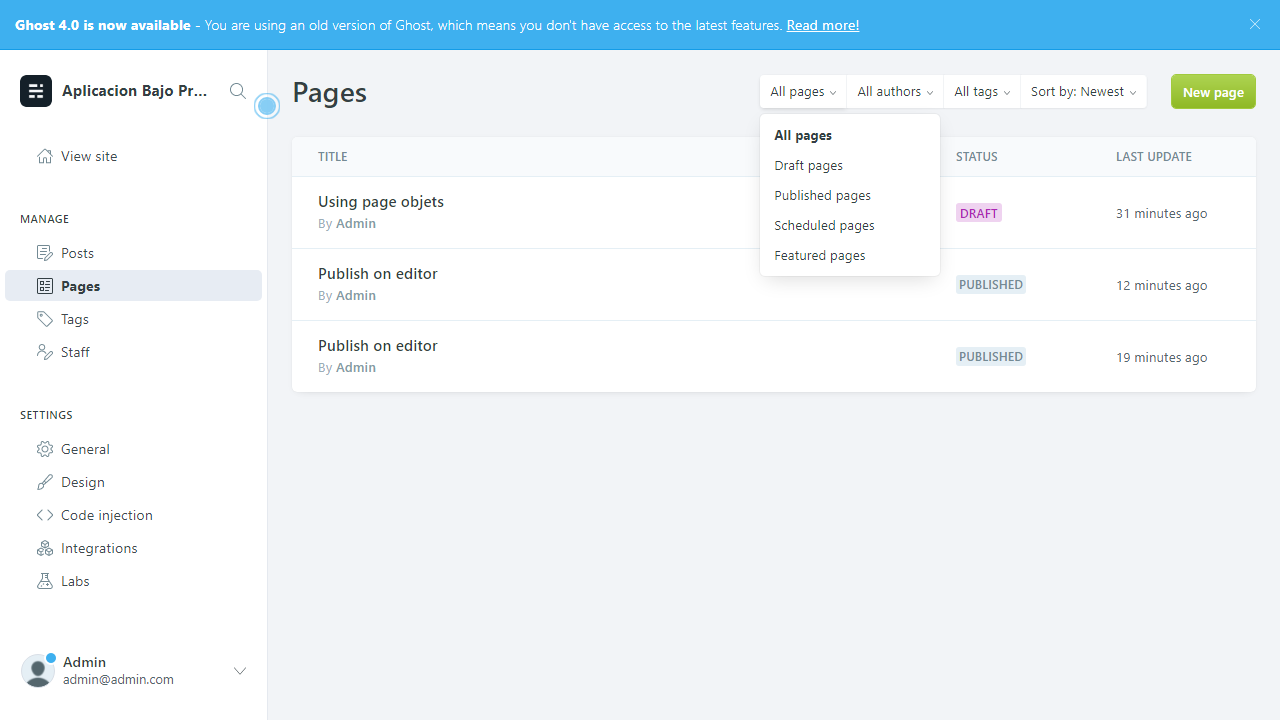 Ghost 4.0 is now available - You are using an old version of Ghost, which means you don't have access to the latest features. Read more!
Aplicacion Bajo Pr...
View site
MANAGE
Posts
Pages
Tags
Staff
SETTINGS
General
Design
Code injection
Integrations
Labs
Admin
admin@admin.com
Pages
All pages
All authors
All tags
Sort by: Newest
New page
All pages
Draft pages
Published pages
Scheduled pages
Featured pages
TITLE
STATUS
LAST UPDATE
Using page objets
By Admin
DRAFT
31 minutes ago
Publish on editor
By Admin
PUBLISHED
12 minutes ago
Publish on editor
By Admin
PUBLISHED
19 minutes ago